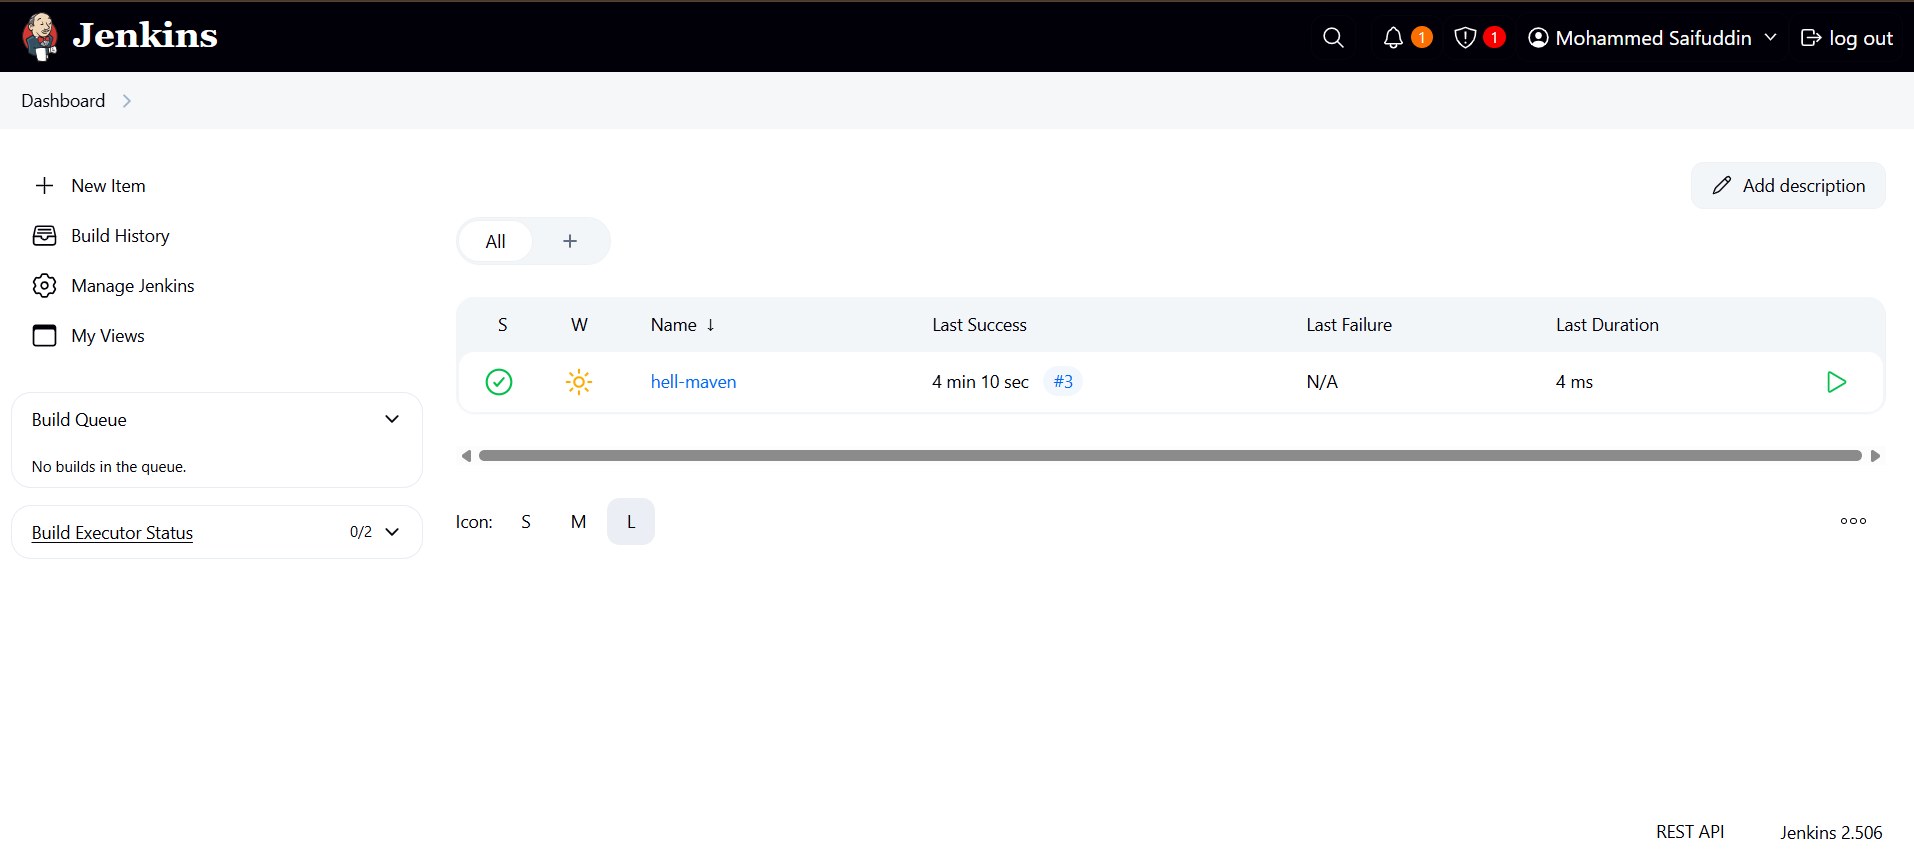 Jenkins
1
1
Mohammed Saifuddin
log out
Dashboard
New Item
Build History
Manage Jenkins
My Views
Build Queue
No builds in the queue.
Build Executor Status 0/2
Add description
All +
S W Name ↓ Last Success Last Failure Last Duration
hell-maven 4 min 10 sec #3 N/A 4 ms
Icon: S M L
REST API Jenkins 2.506